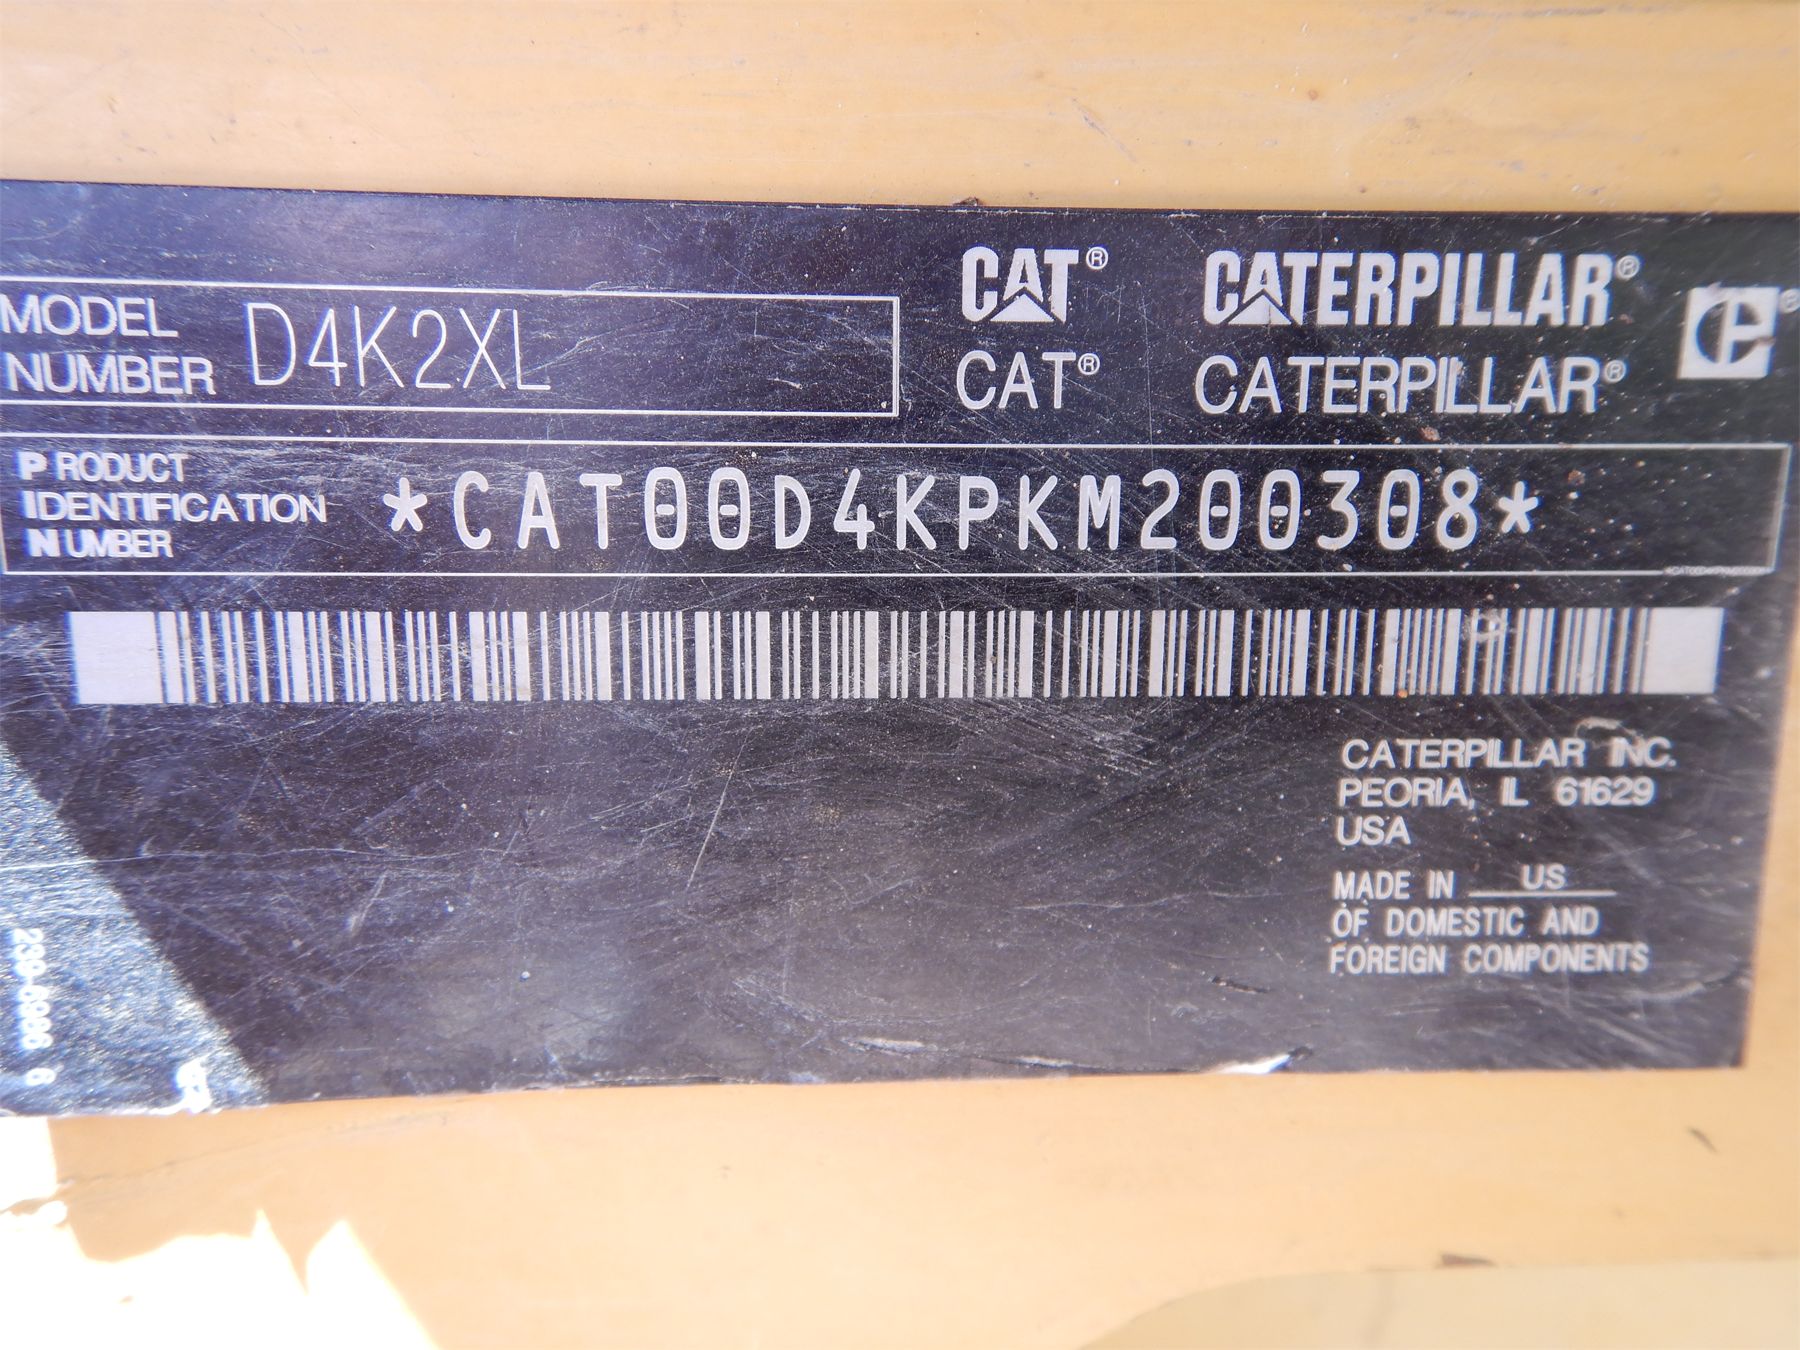 MODEL NUMBER D4K2XL
CAT® CATERPILLAR®
CAT® CATERPILLAR®
PRODUCT
IDENTIFICATION
NUMBER
*CAT00D4KPKM200308*
CATERPILLAR INC.
PEORIA, IL 61629
USA
MADE IN US
OF DOMESTIC AND
FOREIGN COMPONENTS